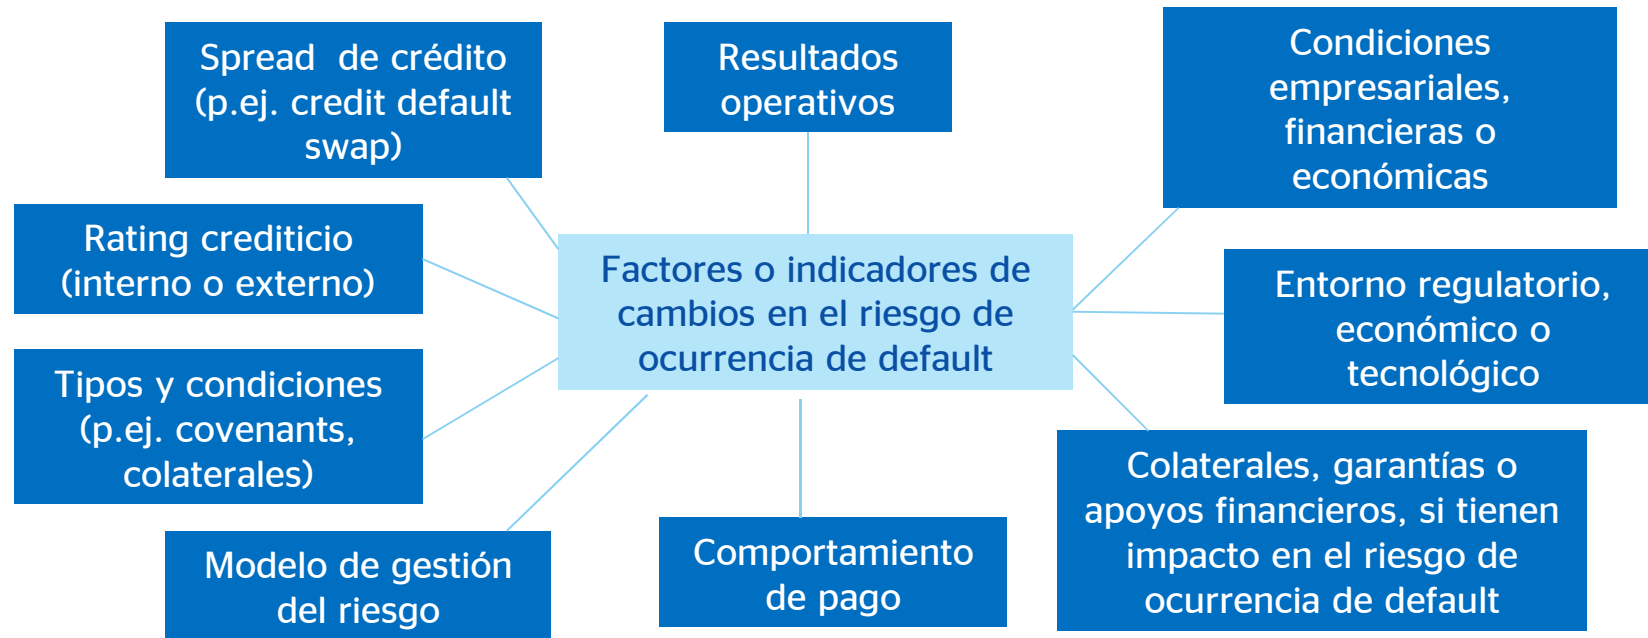 Spread de crédito
(p.ej. credit default
swap)
Resultados
operativos
Condiciones
empresariales,
financieras o
económicas
Rating crediticio
(interno o externo)
Factores o indicadores de
cambios en el riesgo de
ocurrencia de default
Entorno regulatorio,
económico o
tecnológico
Tipos y condiciones
(p.ej. covenants,
colaterales)
Colaterales, garantías o
apoyos financieros, si tienen
impacto en el riesgo de
ocurrencia de default
Modelo de gestión
del riesgo
Comportamiento
de pago